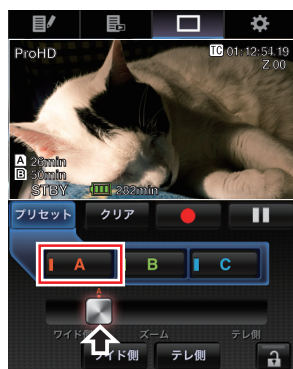 ProHD
TC 01:12:54.19
Z 00
A 26min
B 50min
STBY 282min
プリセット クリア
A B C
A
ワイド側 ズーム テレ側
ワイド側 テレ側